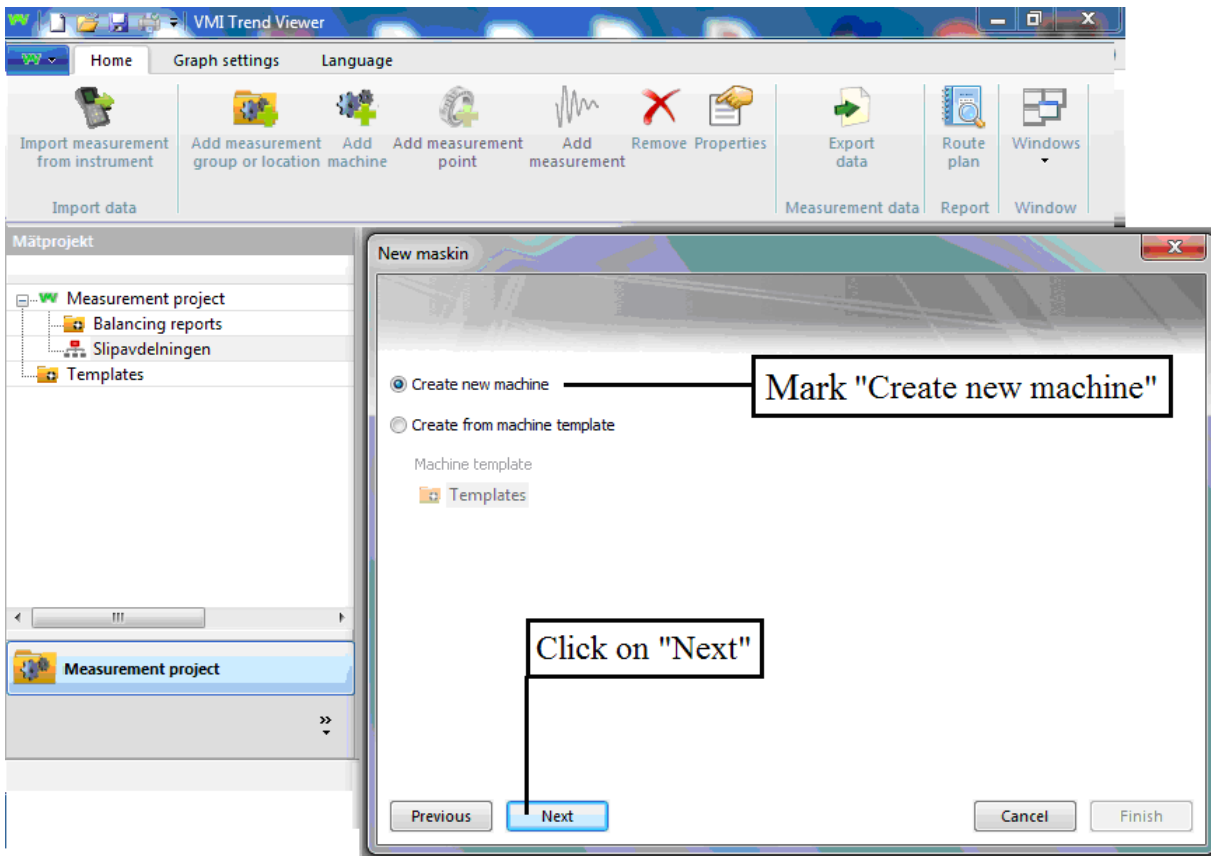 VMI Trend Viewer
Home Graph settings Language
Import measurement from instrument
Add measurement group or location
Add machine
Add measurement point
Add measurement
Remove
Properties
Export data
Route plan
Windows
Import data
Measurement data
Report
Window
Mätprojekt
Measurement project
Balancing reports
Slipavdelningen
Templates
Measurement project
New maskin
Create new machine
Mark "Create new machine"
Create from machine template
Machine template
Templates
Click on "Next"
Previous
Next
Cancel
Finish